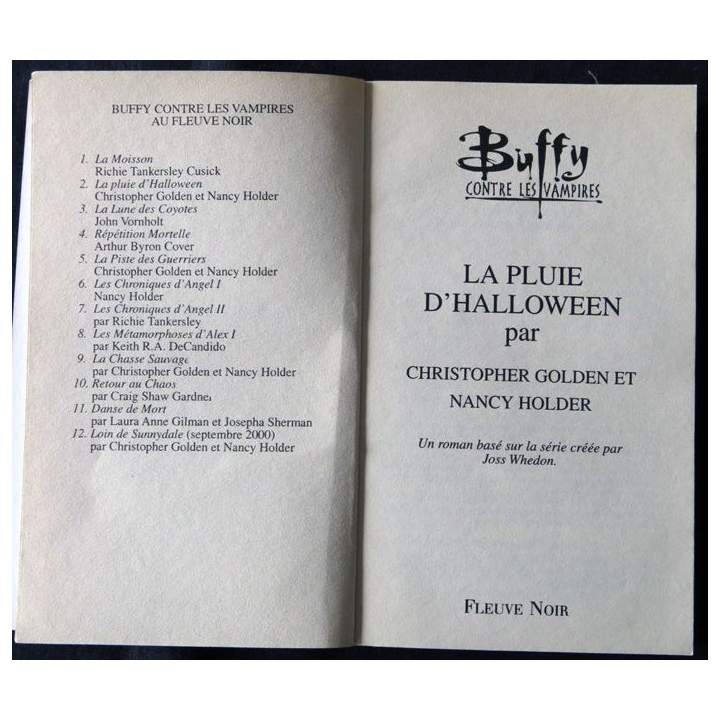 BUFFY CONTRE LES VAMPIRES
AU FLEUVE NOIR
1. La Moisson
Richie Tankersley Cusick
2. La pluie d'Halloween
Christopher Golden et Nancy Holder
3. La Lune des Coyotes
John Vornholt
4. Répétition Mortelle
Arthur Byron Cover
5. La Piste des Guerriers
Christopher Golden et Nancy Holder
6. Les Chroniques d'Angel I
Nancy Holder
7. Les Chroniques d'Angel II
par Richie Tankersley
8. Les Métamorphoses d'Alex I
par Keith R.A. DeCandido
9. La Chasse Sauvage
par Christopher Golden et Nancy Holder
10. Retour au Chaos
par Craig Shaw Gardner
11. Danse de Mort
par Laura Anne Gilman et Josepha Sherman
12. Loin de Sunnydale (septembre 2000)
par Christopher Golden et Nancy Holder
Buffy
CONTRE LES VAMPIRES
LA PLUIE
D'HALLOWEEN
par
CHRISTOPHER GOLDEN ET
NANCY HOLDER
Un roman basé sur la série créée par
Joss Whedon.
FLEUVE NOIR